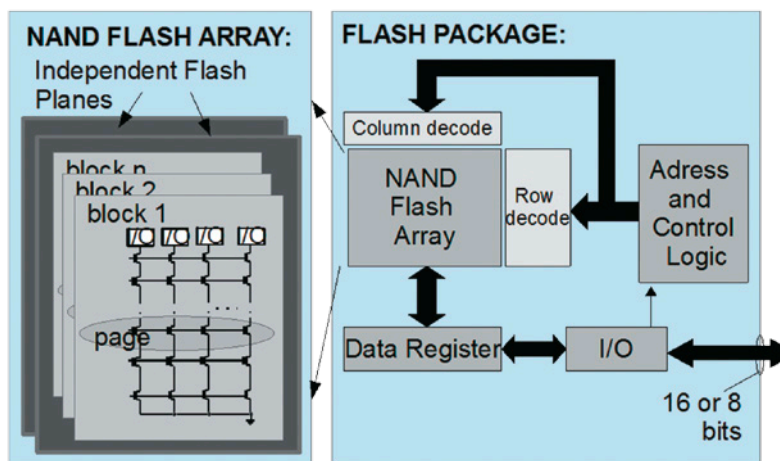 NAND FLASH ARRAY:
Independent Flash
Planes
block n
block 2
block 1
I/O I/O I/O I/O
page
FLASH PACKAGE:
Column decode
NAND
Flash
Array
Row
decode
Adress
and
Control
Logic
Data Register
I/O
16 or 8
bits